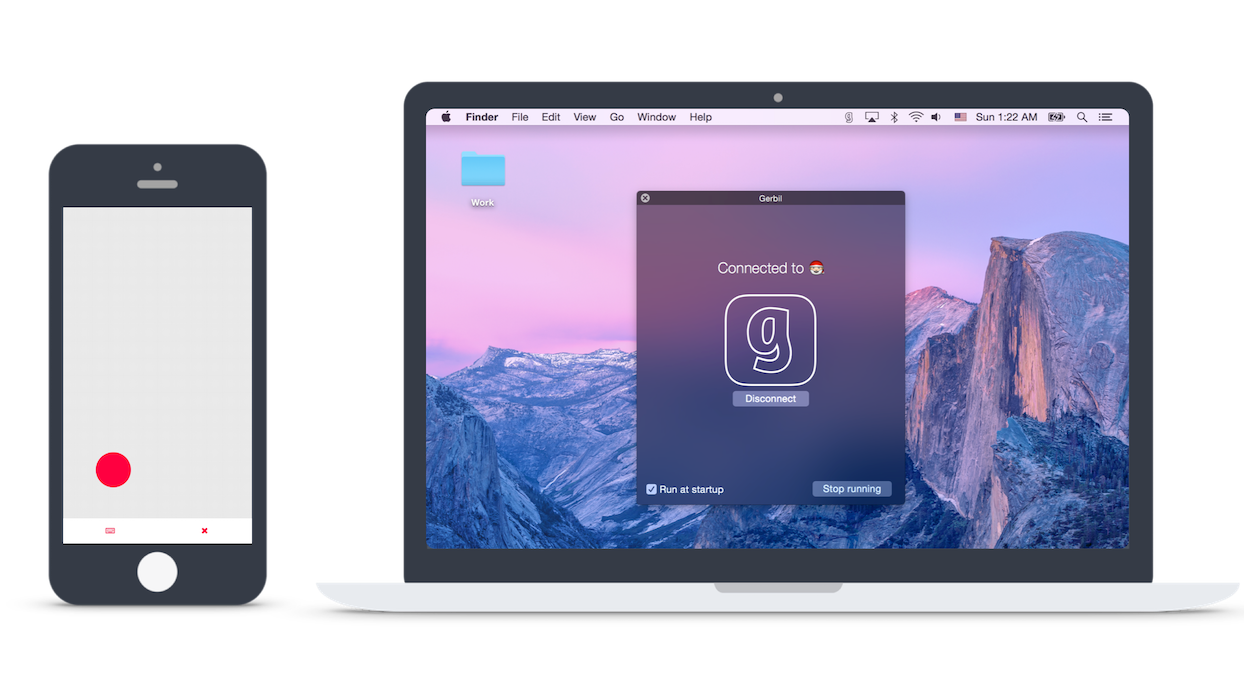 Finder File Edit View Go Window Help Sun 1:22 AM
Work
Gerbil
Connected to
g
Disconnect
Run at startup
Stop running